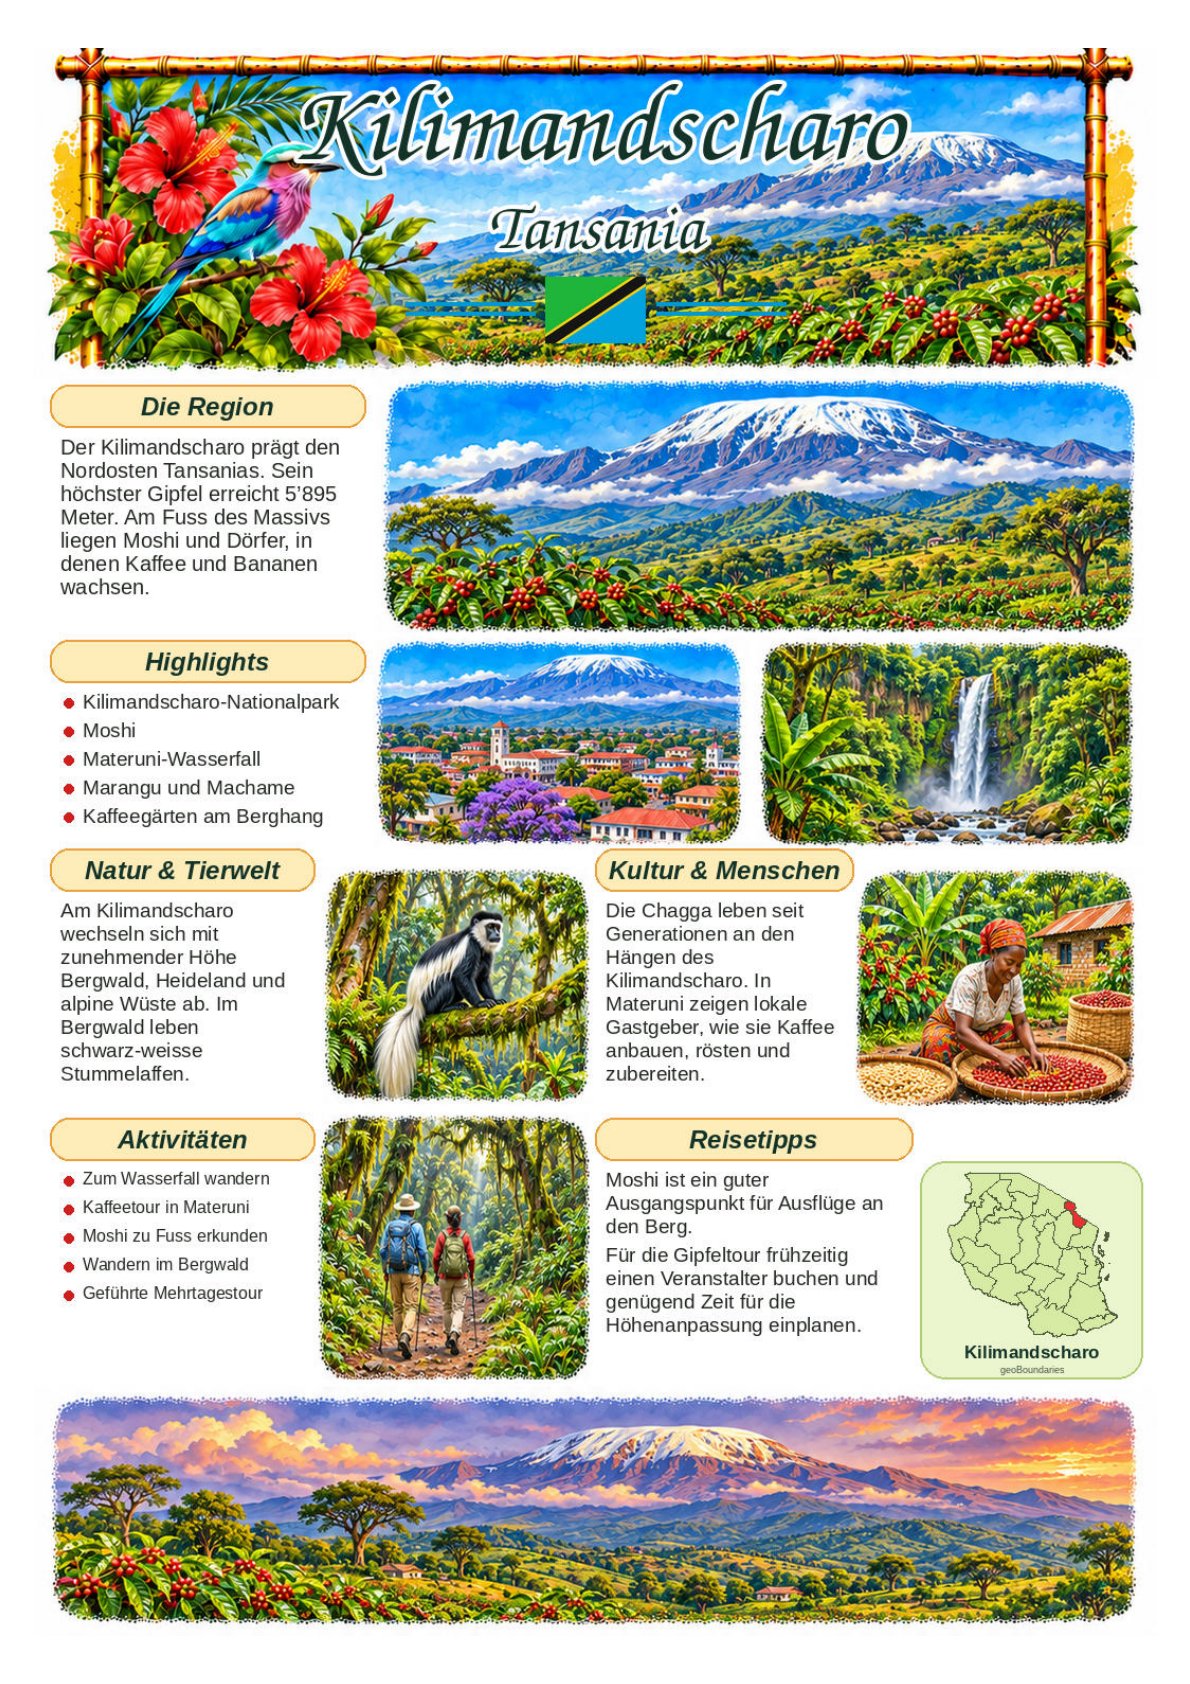 Kilimandscharo
Tansania
Die Region
Der Kilimandscharo prägt den
Nordosten Tansanias. Sein
höchster Gipfel erreicht 5’895
Meter. Am Fuss des Massivs
liegen Moshi und Dörfer, in
denen Kaffee und Bananen
wachsen.
Highlights
Kilimandscharo-Nationalpark
Moshi
Materuni-Wasserfall
Marangu und Machame
Kaffeegärten am Berghang
Natur & Tierwelt
Am Kilimandscharo
wechseln sich mit
zunehmender Höhe
Bergwald, Heideland und
alpine Wüste ab. Im
Bergwald leben
schwarz-weisse
Stummelaffen.
Kultur & Menschen
Die Chagga leben seit
Generationen an den
Hängen des
Kilimandscharo. In
Materuni zeigen lokale
Gastgeber, wie sie Kaffee
anbauen, rösten und
zubereiten.
Aktivitäten
Zum Wasserfall wandern
Kaffeetour in Materuni
Moshi zu Fuss erkunden
Wandern im Bergwald
Geführte Mehrtagestour
Reisetipps
Moshi ist ein guter
Ausgangspunkt für Ausflüge an
den Berg.
Für die Gipfeltour frühzeitig
einen Veranstalter buchen und
genügend Zeit für die
Höhenanpassung einplanen.
Kilimandscharo
geoBoundaries